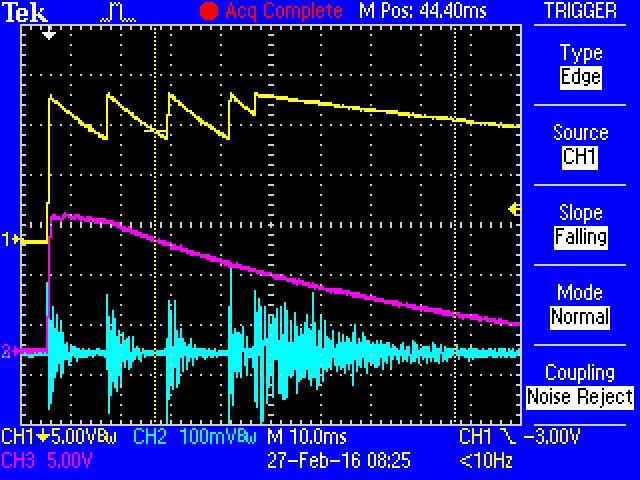 Tek Acq Complete M Pos: 44.40ms TRIGGER
Type
Edge
Source
CH1
Slope
Falling
Mode
Normal
Coupling
Noise Reject
1
2
CH1 5.00VBw CH2 100mVBw M 10.0ms CH1 -3.00V
CH3 5.00V 27-Feb-16 08:25 <10Hz